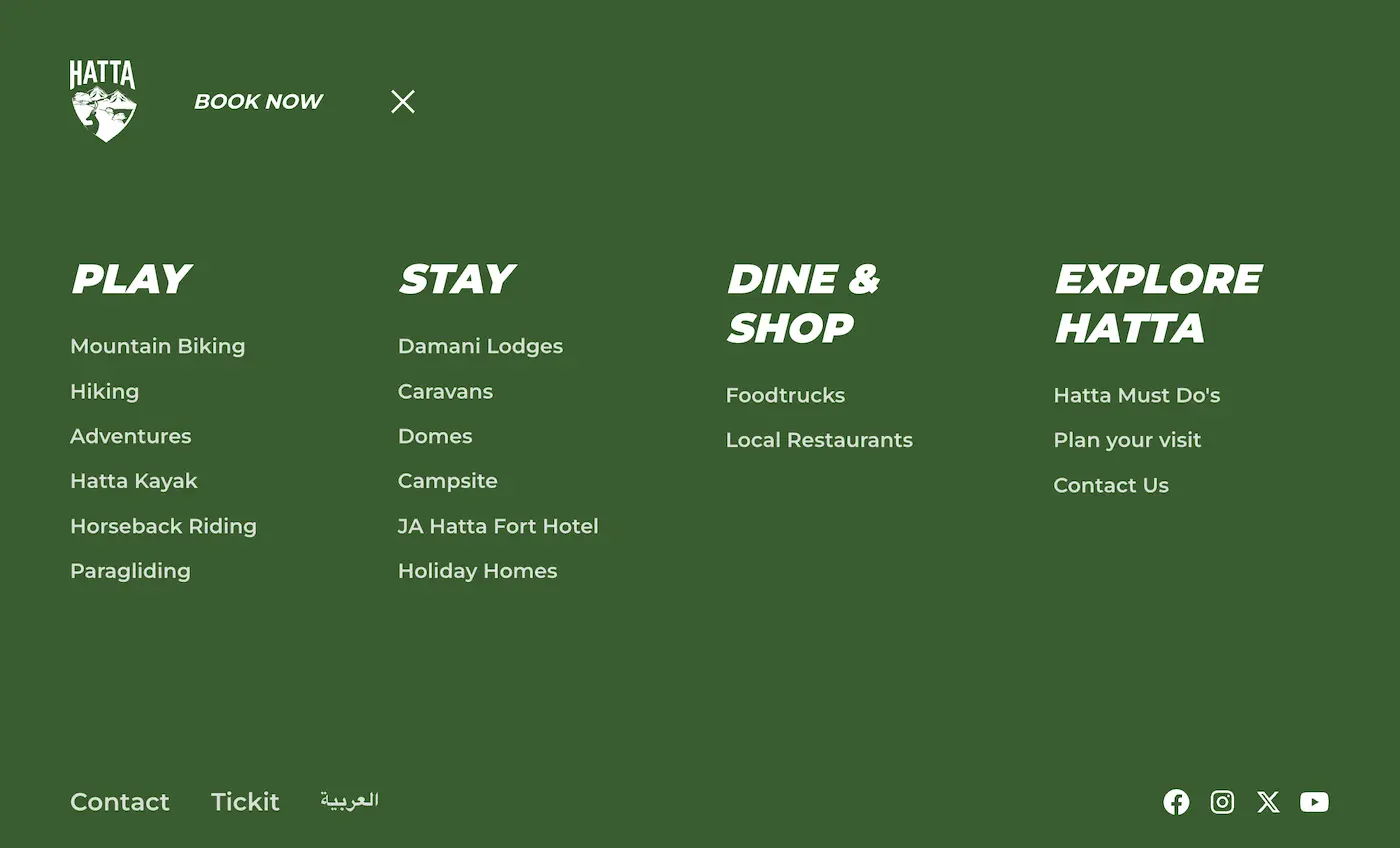 HATTA
BOOK NOW
PLAY
Mountain Biking
Hiking
Adventures
Hatta Kayak
Horseback Riding
Paragliding
STAY
Damani Lodges
Caravans
Domes
Campsite
JA Hatta Fort Hotel
Holiday Homes
DINE &
SHOP
Foodtrucks
Local Restaurants
EXPLORE
HATTA
Hatta Must Do's
Plan your visit
Contact Us
Contact
Tickit
العربية